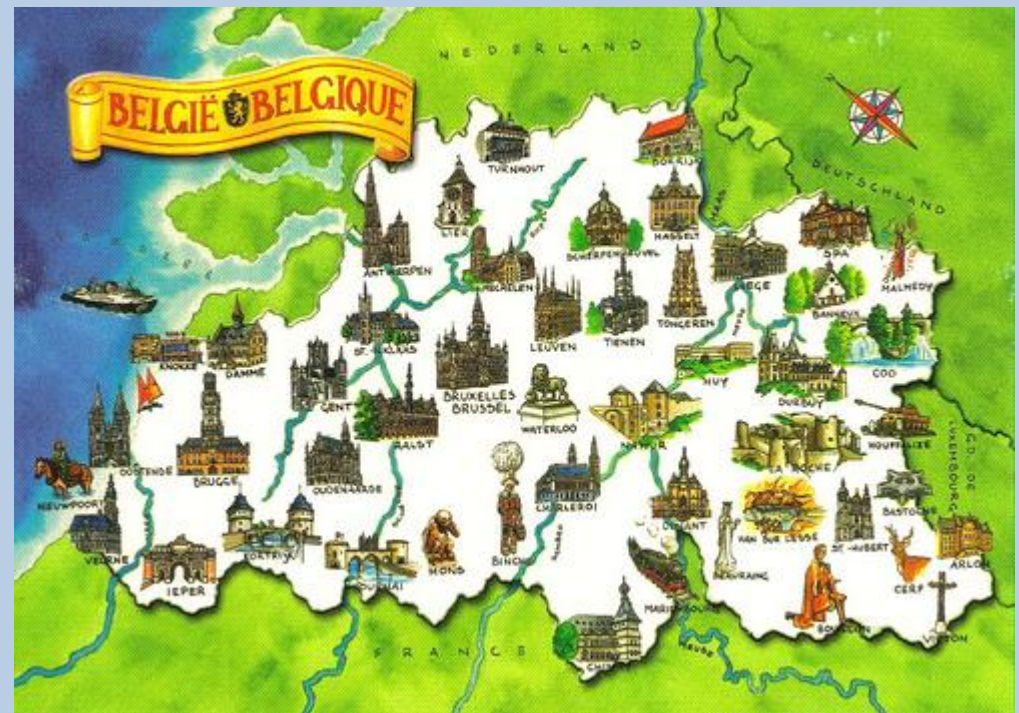 NEDERLAND
BELGIË BELGIQUE
DEUTSCHLAND
TURNHOUT
LIER
HASSELT
MAAS
SPA
ANTWERPEN
MECHELEN
SCHERPENHEUVEL
LIEGE
MALMEDY
BANNEUX
KNOKKE
DAMME
ST. NIKLAAS
LEUVEN
TIENEN
TONGEREN
COO
GENT
BRUXELLES
BRUSSEL
HUY
DURBUY
AALST
WATERLOO
NAMUR
HOUFFALIZE
OOSTENDE
BRUGGE
OUDENAARDE
LA ROCHE
G.D. DE
LUXEMBOURG
NIEUWPOORT
CHARLEROI
DINANT
HAN SUR LESSE
ST-HUBERT
BASTOGNE
VEURNE
KORTRIJK
MONS
BINCHE
SAMBRE
ARLON
IEPER
BEAURAING
CERF
MARIEMBOURG
BOUILLON
VIRTON
FRANCE
MEUSE